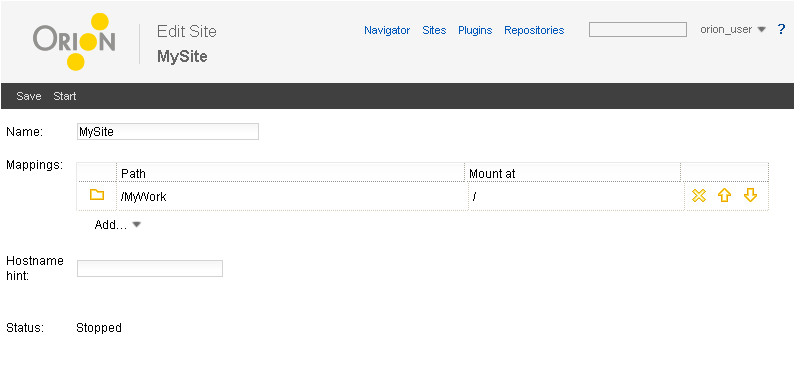 ORION
Edit Site
MySite
Navigator Sites Plugins Repositories orion_user ?
Save Start
Name: MySite
Mappings:
Path Mount at
/MyWork /
Add...
Hostname
hint:
Status: Stopped